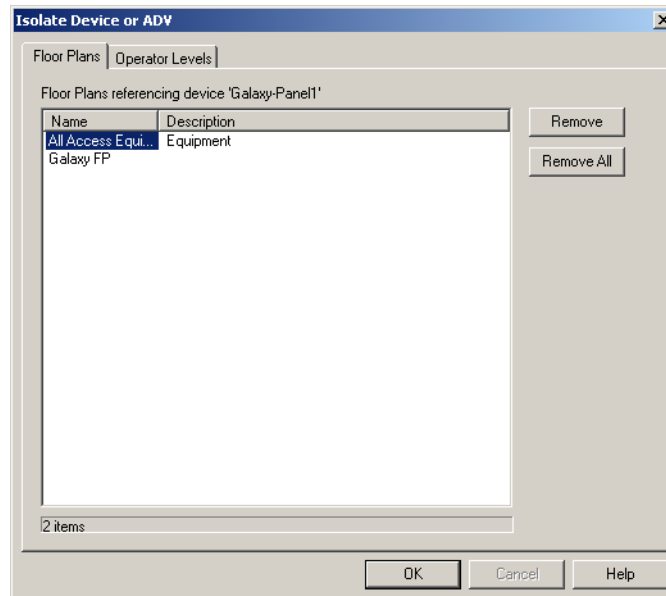 Isolate Device or ADV
Floor Plans Operator Levels
Floor Plans referencing device 'Galaxy-Panel1'
Name Description
All Access Equi... Equipment
Galaxy FP
Remove
Remove All
2 items
OK Cancel Help